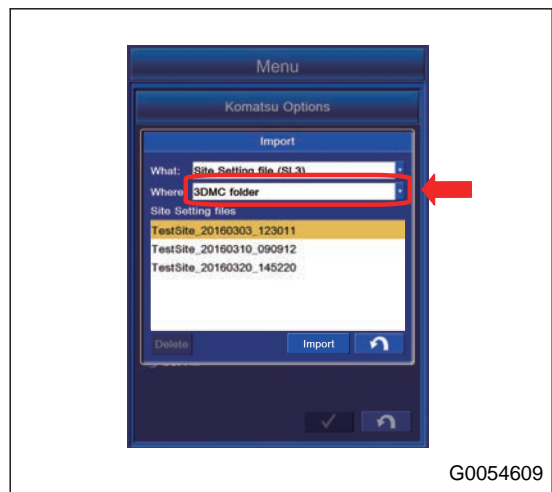 Menu
Komatsu Options
Import
What: Site Setting file (SL3)
Where 3DMC folder
Site Setting files
TestSite_20160303_123011
TestSite_20160310_090912
TestSite_20160320_145220
Delete Import
G0054609